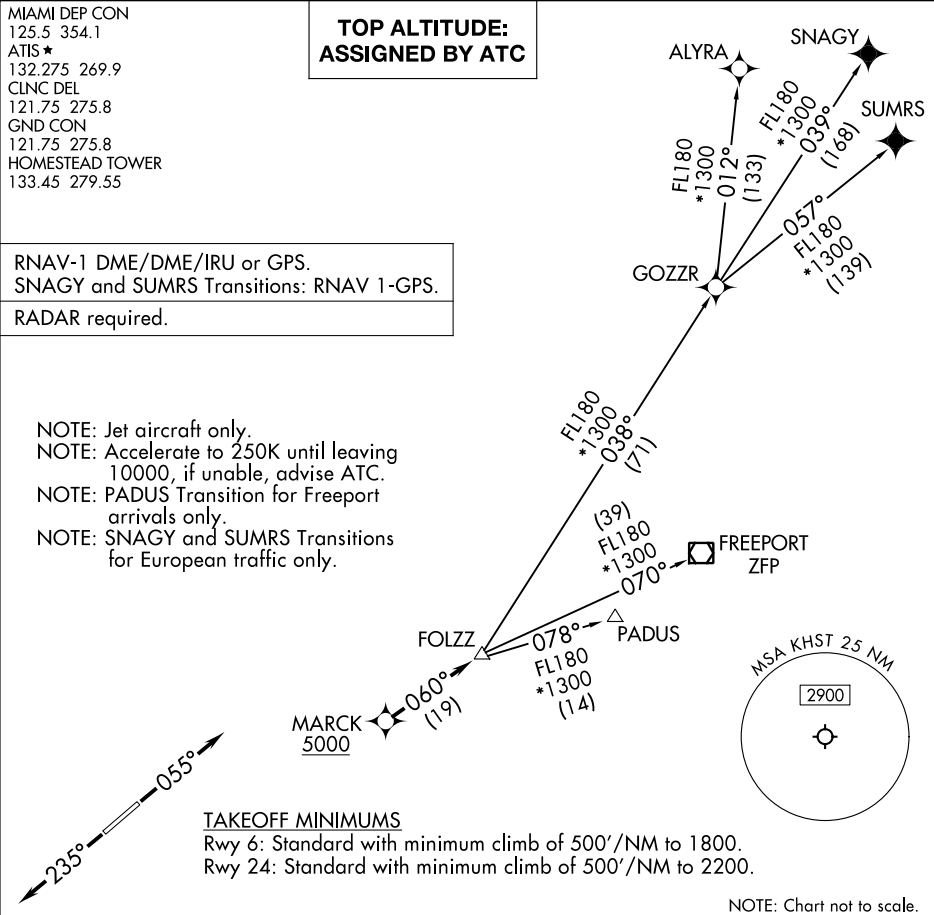 MIAMI DEP CON
125.5 354.1
ATIS ★
132.275 269.9
CLNC DEL
121.75 275.8
GND CON
121.75 275.8
HOMESTEAD TOWER
133.45 279.55
TOP ALTITUDE:
ASSIGNED BY ATC
RNAV-1 DME/DME/IRU or GPS.
SNAGY and SUMRS Transitions: RNAV 1-GPS.
RADAR required.
NOTE: Jet aircraft only.
NOTE: Accelerate to 250K until leaving
10000, if unable, advise ATC.
NOTE: PADUS Transition for Freeport
arrivals only.
NOTE: SNAGY and SUMRS Transitions
for European traffic only.
ALYRA
SNAGY
SUMRS
FL180
*1300
012°
(133)
FL180
*1300
039°
(168)
057°
FL180
*1300
(139)
GOZZR
FL180
*1300
038°
(71)
(39)
FL180
*1300
070°
FREEPORT
ZFP
FOLZZ
078°
FL180
*1300
(14)
PADUS
060°
(19)
MARCK
5000
MSA KHST 25 NM
2900
055°
235°
TAKEOFF MINIMUMS
Rwy 6: Standard with minimum climb of 500'/NM to 1800.
Rwy 24: Standard with minimum climb of 500'/NM to 2200.
NOTE: Chart not to scale.